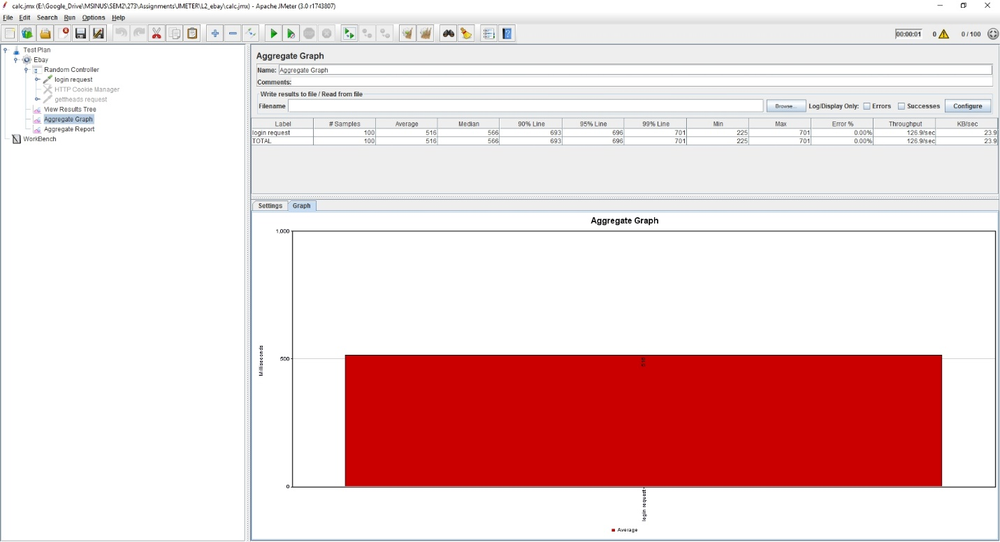 calc.jmx (E:\Google_Drive\MSINUS\SEM2\273\Assignments\JMETER\L2_ebay\calc.jmx) - Apache JMeter (3.0 r1743807)
File Edit Search Run Options Help
00:00:01 0 0 / 100
Test Plan
Ebay
Random Controller
login request
HTTP Cookie Manager
gettheads request
View Results Tree
Aggregate Graph
Aggregate Report
WorkBench
Aggregate Graph
Name: Aggregate Graph
Comments:
Write results to file / Read from file
Filename Browse... Log/Display Only: Errors Successes Configure
Label # Samples Average Median 90% Line 95% Line 99% Line Min Max Error % Throughput KB/sec
login request 100 516 566 693 696 701 225 701 0.00% 126.9/sec 23.9
TOTAL 100 516 566 693 696 701 225 701 0.00% 126.9/sec 23.9
Settings Graph
Aggregate Graph
1,000
500
0
Milliseconds
516
login request
Average